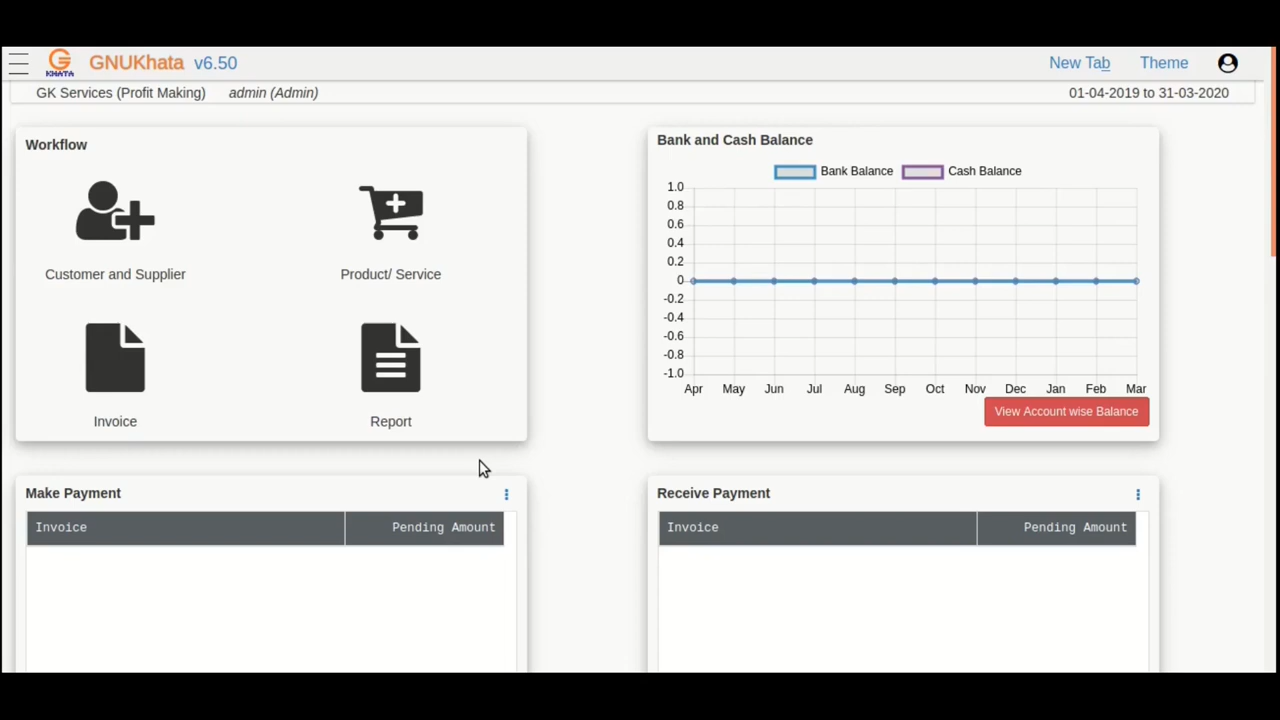 KHATA GNUKhata v6.50 New Tab Theme
GK Services (Profit Making) admin (Admin) 01-04-2019 to 31-03-2020
Workflow
Customer and Supplier
Product/ Service
Invoice
Report
Bank and Cash Balance
Bank Balance Cash Balance
1.0
0.8
0.6
0.4
0.2
0
-0.2
-0.4
-0.6
-0.8
-1.0
Apr May Jun Jul Aug Sep Oct Nov Dec Jan Feb Mar
View Account wise Balance
Make Payment
Invoice Pending Amount
Receive Payment
Invoice Pending Amount